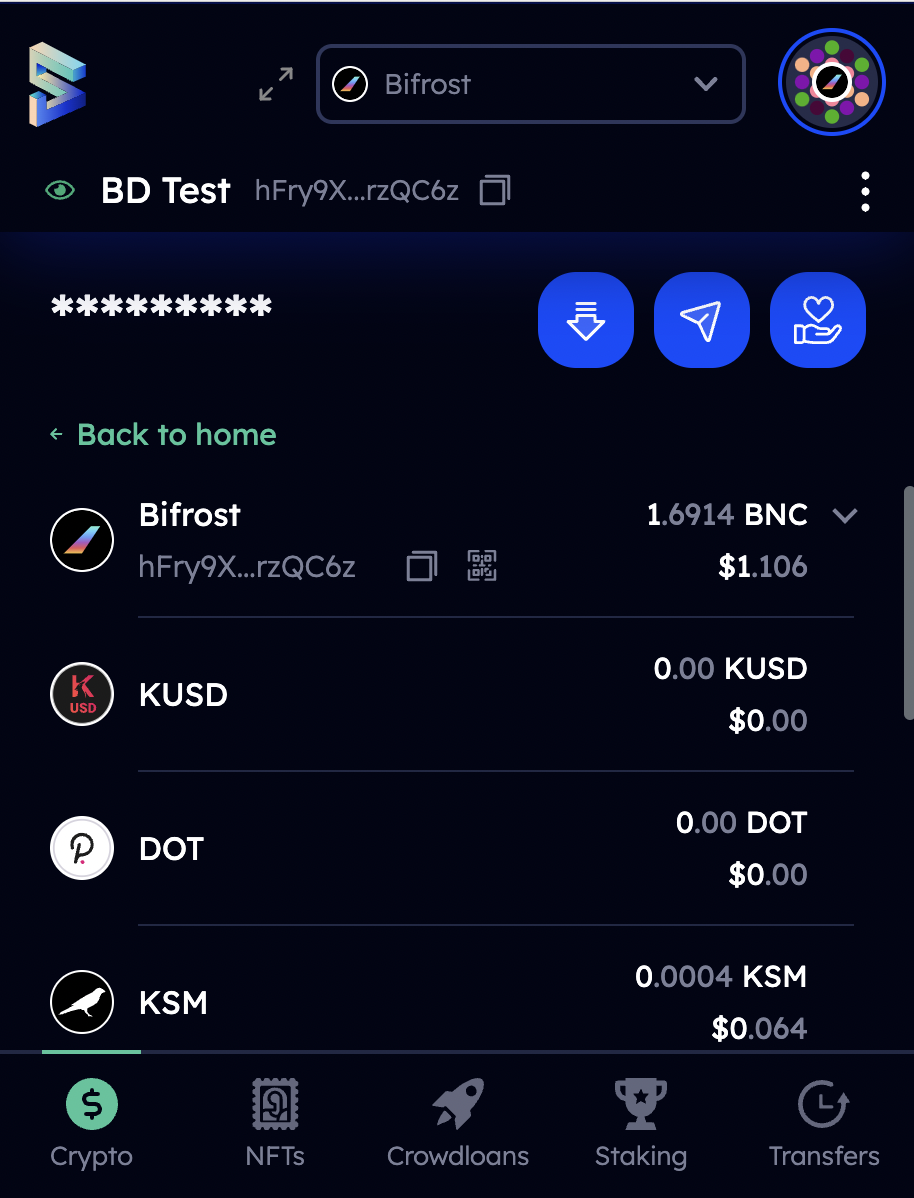 Bifrost
BD Test hFry9X...rzQC6z
*********
← Back to home
Bifrost 1.6914 BNC
hFry9X...rzQC6z $1.106
0.00 KUSD
KUSD
$0.00
0.00 DOT
DOT
$0.00
0.0004 KSM
KSM
$0.064
Crypto NFTs Crowdloans Staking Transfers